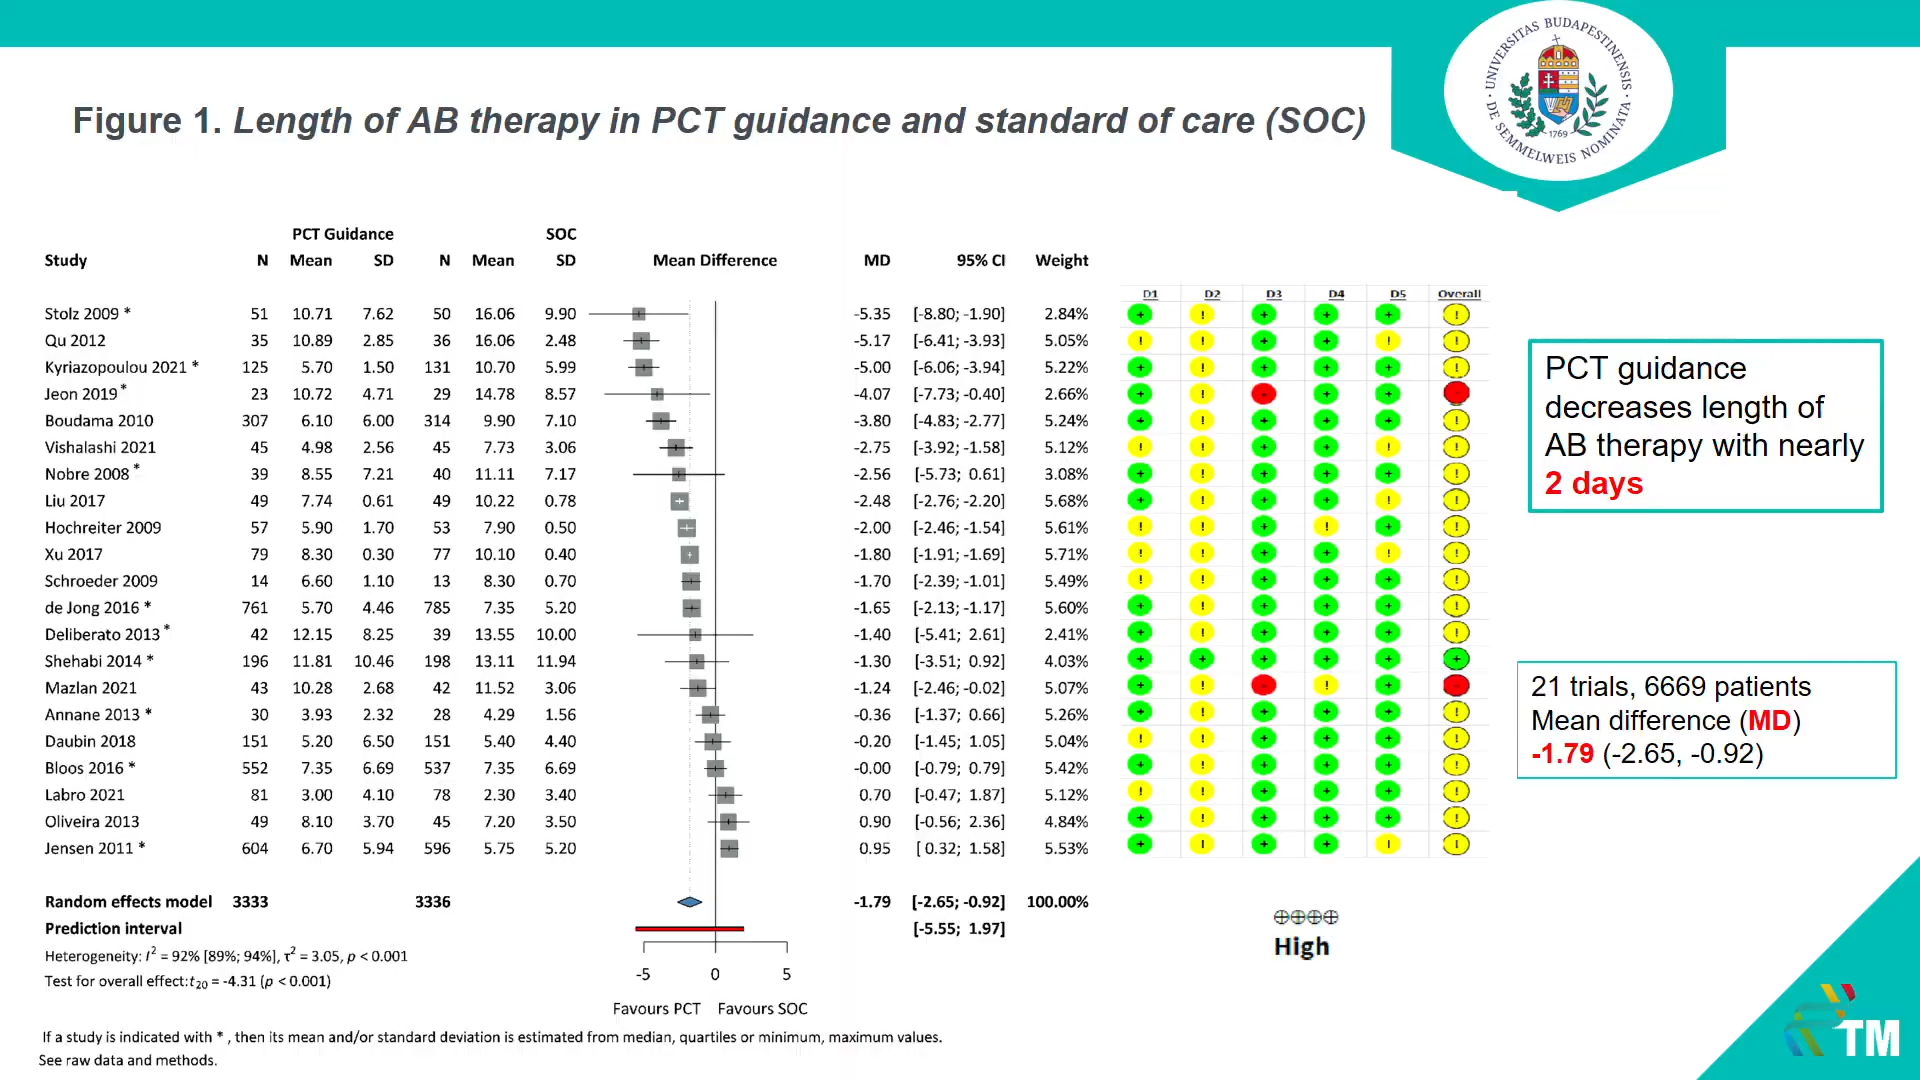 UNIVERSITAS BUDAPESTINENSIS
DE SEMMELWEIS NOMINATA
1769
Figure 1. Length of AB therapy in PCT guidance and standard of care (SOC)
PCT Guidance SOC
Study N Mean SD N Mean SD Mean Difference MD 95% CI Weight
D1 D2 D3 D4 D5 Overall
Stolz 2009 * 51 10.71 7.62 50 16.06 9.90 -5.35 [-8.80; -1.90] 2.84%
Qu 2012 35 10.89 2.85 36 16.06 2.48 -5.17 [-6.41; -3.93] 5.05%
Kyriazopoulou 2021 * 125 5.70 1.50 131 10.70 5.99 -5.00 [-6.06; -3.94] 5.22%
Jeon 2019 * 23 10.72 4.71 29 14.78 8.57 -4.07 [-7.73; -0.40] 2.66%
Boudama 2010 307 6.10 6.00 314 9.90 7.10 -3.80 [-4.83; -2.77] 5.24%
Vishalashi 2021 45 4.98 2.56 45 7.73 3.06 -2.75 [-3.92; -1.58] 5.12%
Nobre 2008 * 39 8.55 7.21 40 11.11 7.17 -2.56 [-5.73; 0.61] 3.08%
Liu 2017 49 7.74 0.61 49 10.22 0.78 -2.48 [-2.76; -2.20] 5.68%
Hochreiter 2009 57 5.90 1.70 53 7.90 0.50 -2.00 [-2.46; -1.54] 5.61%
Xu 2017 79 8.30 0.30 77 10.10 0.40 -1.80 [-1.91; -1.69] 5.71%
Schroeder 2009 14 6.60 1.10 13 8.30 0.70 -1.70 [-2.39; -1.01] 5.49%
de Jong 2016 * 761 5.70 4.46 785 7.35 5.20 -1.65 [-2.13; -1.17] 5.60%
Deliberato 2013 * 42 12.15 8.25 39 13.55 10.00 -1.40 [-5.41; 2.61] 2.41%
Shehabi 2014 * 196 11.81 10.46 198 13.11 11.94 -1.30 [-3.51; 0.92] 4.03%
Mazlan 2021 43 10.28 2.68 42 11.52 3.06 -1.24 [-2.46; -0.02] 5.07%
Annane 2013 * 30 3.93 2.32 28 4.29 1.56 -0.36 [-1.37; 0.66] 5.26%
Daubin 2018 151 5.20 6.50 151 5.40 4.40 -0.20 [-1.45; 1.05] 5.04%
Bloos 2016 * 552 7.35 6.69 537 7.35 6.69 -0.00 [-0.79; 0.79] 5.42%
Labro 2021 81 3.00 4.10 78 2.30 3.40 0.70 [-0.47; 1.87] 5.12%
Oliveira 2013 49 8.10 3.70 45 7.20 3.50 0.90 [-0.56; 2.36] 4.84%
Jensen 2011 * 604 6.70 5.94 596 5.75 5.20 0.95 [ 0.32; 1.58] 5.53%
Random effects model 3333 3336 -1.79 [-2.65; -0.92] 100.00%
Prediction interval [-5.55; 1.97]
Heterogeneity: I² = 92% [89%; 94%], τ² = 3.05, p < 0.001
Test for overall effect: t20 = -4.31 (p < 0.001)
-5 0 5
Favours PCT Favours SOC
High
If a study is indicated with * , then its mean and/or standard deviation is estimated from median, quartiles or minimum, maximum values.
See raw data and methods.
PCT guidance
decreases length of
AB therapy with nearly
2 days
21 trials, 6669 patients
Mean difference (MD)
-1.79 (-2.65, -0.92)
TM